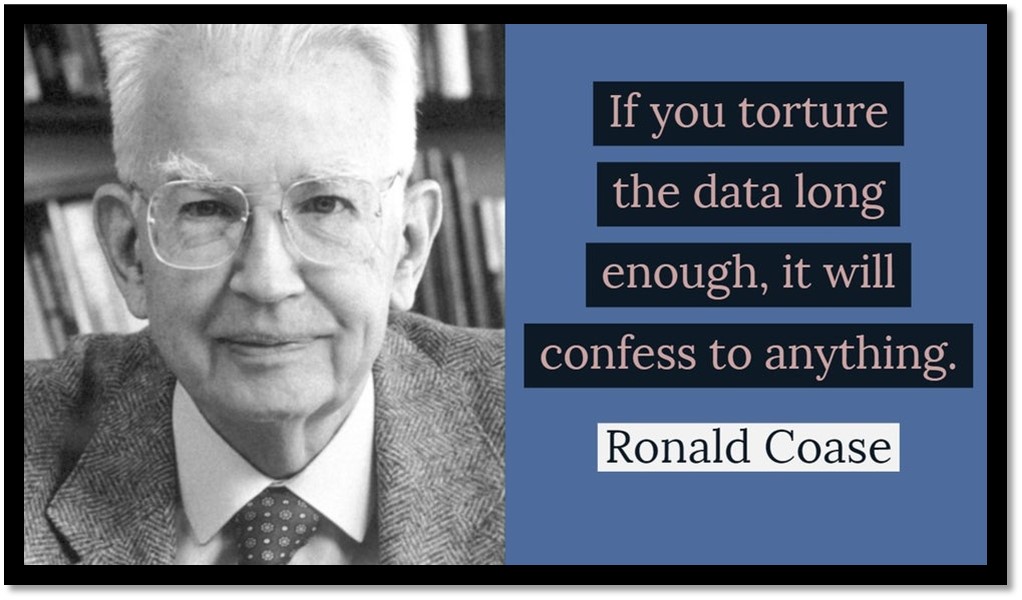 If you torture
the data long
enough, it will
confess to anything.
Ronald Coase